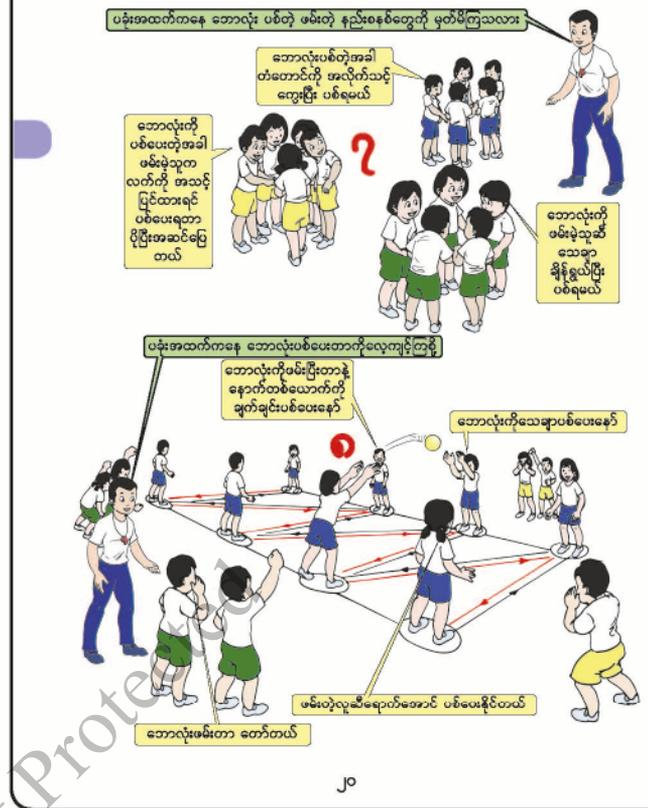 ပခုံးအထက်ကနေ ဘောလုံး ပစ်တဲ့ ဖမ်းတဲ့ နည်းစနစ်တွေကို မှတ်မိကြသလား
ဘောလုံးပစ်တဲ့အခါ
တံတောင်ကို အလိုက်သင့်
ကွေးပြီး ပစ်ရမယ်
ဘောလုံးကို
ပစ်ပေးတဲ့အခါ
ဖမ်းမဲ့သူက
လက်ကို အသင့်
ပြင်ထားရင်
ပစ်ပေးရတာ
ပိုပြီးအဆင်ပြေ
တယ်
၇
ဘောလုံးကို
ဖမ်းမဲ့သူဆီ
သေချာ
ချိန်ရွယ်ပြီး
ပစ်ရမယ်
ပခုံးအထက်ကနေ ဘောလုံးပစ်ပေးတာကိုလေ့ကျင့်ကြစို့
ဘောလုံးကိုဖမ်းပြီးတာနဲ့
နောက်တစ်ယောက်ကို
ချက်ချင်းပစ်ပေးနော်
ဘောလုံးကိုသေချာပစ်ပေးနော်
၈
ဖမ်းတဲ့လူဆီရောက်အောင် ပစ်ပေးနိုင်တယ်
ဘောလုံးဖမ်းတာ တော်တယ်
Protected
၂၀